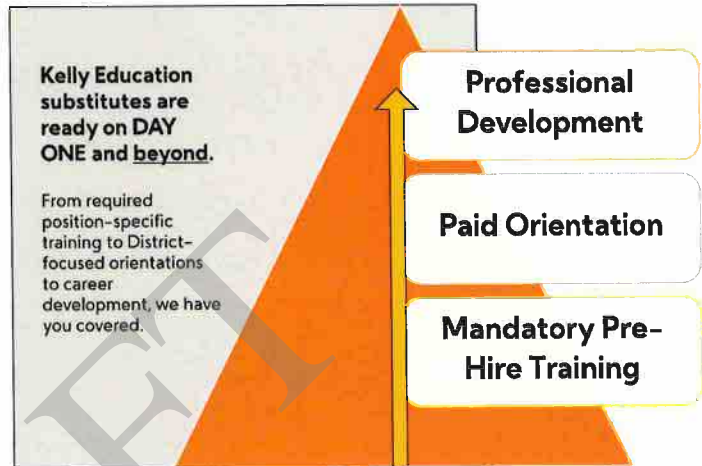 Kelly Education
substitutes are
ready on DAY
ONE and beyond.
From required
position-specific
training to District-
focused orientations
to career
development, we have
you covered.
Professional
Development
Paid Orientation
Mandatory Pre-
Hire Training
FT